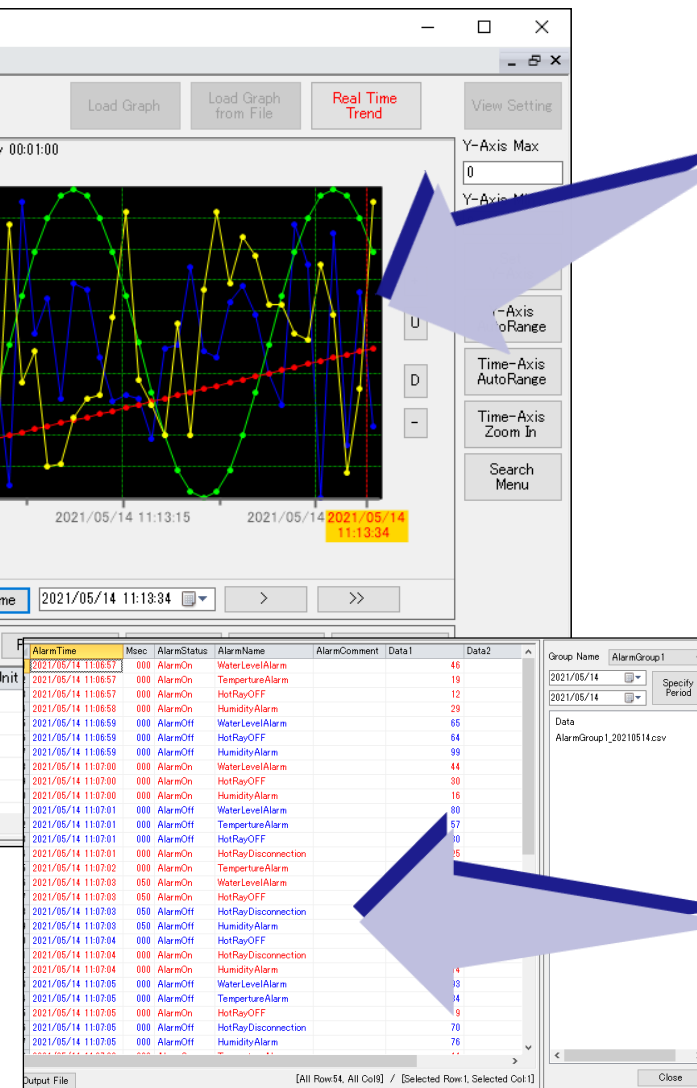 Load Graph
Load Graph
from File
Real Time
Trend
View Setting
00:01:00
Y-Axis Max
0
U
-Axis
oRange
D
Time-Axis
AutoRange
-
Time-Axis
Zoom In
Search
Menu
2021/05/14 11:13:15
2021/05/14
2021/05/14
11:13:34
me
2021/05/14 11:13:34
>
>>
AlarmTime Msec AlarmStatus AlarmName AlarmComment Data1 Data2
2021/05/14 11:06:57 000 AlarmOn WaterLevelAlarm 46
2021/05/14 11:06:57 000 AlarmOn TempertureAlarm 19
2021/05/14 11:06:57 000 AlarmOn HotRayOFF 12
2021/05/14 11:06:58 000 AlarmOn HumidityAlarm 29
2021/05/14 11:06:59 000 AlarmOff WaterLevelAlarm 65
2021/05/14 11:06:59 000 AlarmOff HotRayOFF 64
2021/05/14 11:06:59 000 AlarmOff HumidityAlarm 99
2021/05/14 11:07:00 000 AlarmOn WaterLevelAlarm 44
2021/05/14 11:07:00 000 AlarmOn HotRayOFF 30
2021/05/14 11:07:00 000 AlarmOn HumidityAlarm 16
2021/05/14 11:07:01 000 AlarmOff WaterLevelAlarm 80
2021/05/14 11:07:01 000 AlarmOff TempertureAlarm 57
2021/05/14 11:07:01 000 AlarmOff HotRayOFF
2021/05/14 11:07:01 000 AlarmOn HotRayDisconnection
2021/05/14 11:07:02 000 AlarmOn TempertureAlarm
2021/05/14 11:07:03 050 AlarmOn WaterLevelAlarm
2021/05/14 11:07:03 050 AlarmOn HotRayOFF
2021/05/14 11:07:03 050 AlarmOff HotRayDisconnection
2021/05/14 11:07:03 050 AlarmOff HumidityAlarm
2021/05/14 11:07:04 000 AlarmOff HotRayOFF
2021/05/14 11:07:04 000 AlarmOn HotRayDisconnection
2021/05/14 11:07:04 000 AlarmOn HumidityAlarm
2021/05/14 11:07:05 000 AlarmOff WaterLevelAlarm
2021/05/14 11:07:05 000 AlarmOff TempertureAlarm
2021/05/14 11:07:05 000 AlarmOn HotRayOFF 9
2021/05/14 11:07:05 000 AlarmOff HotRayDisconnection 70
2021/05/14 11:07:05 000 AlarmOff HumidityAlarm 76
Output File
[All Row:54, All Col:9] / [Selected Row:1, Selected Col:1]
Group Name AlarmGroup1
2021/05/14
Specify
Period
2021/05/14
Data
AlarmGroup1_20210514.csv
Close